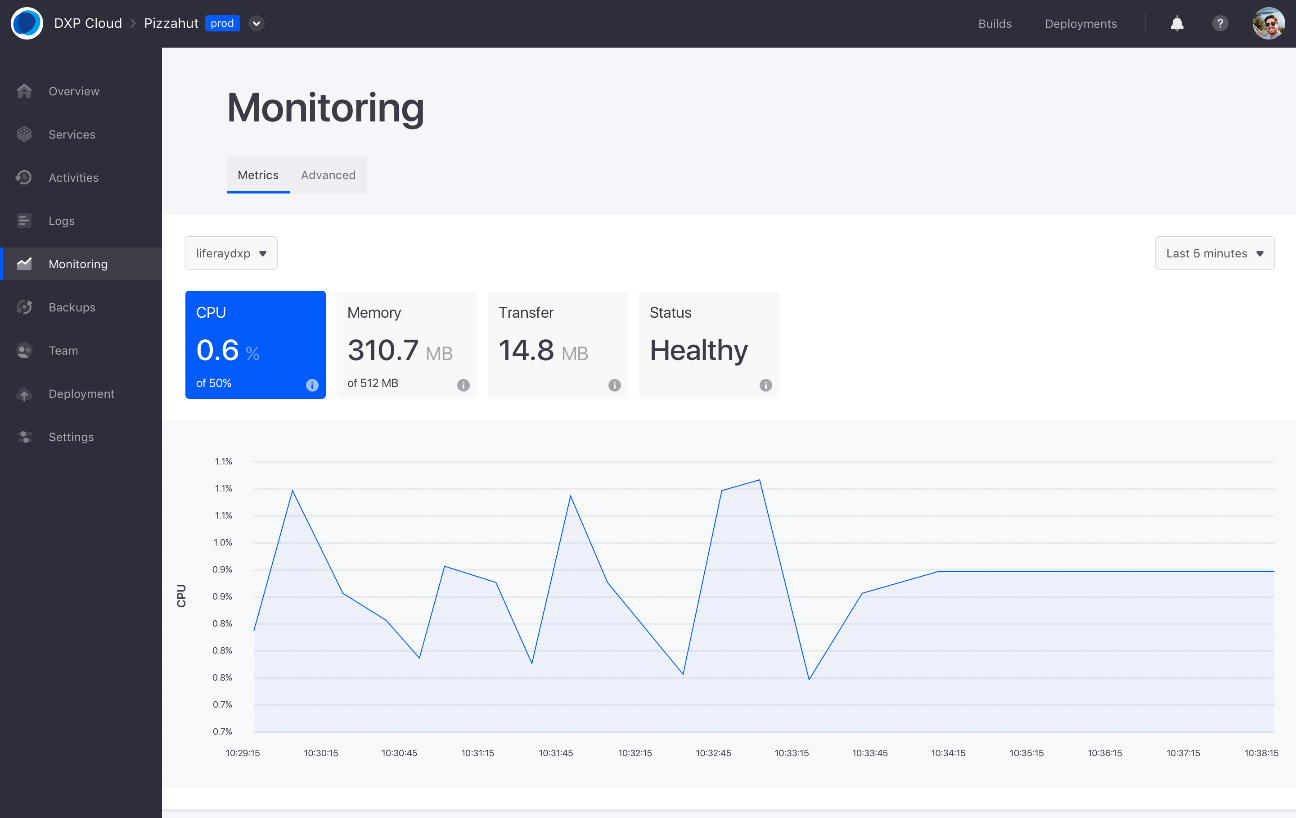 DXP Cloud > Pizzahut prod
Builds
Deployments
?
Overview
Services
Activities
Logs
Monitoring
Backups
Team
Deployment
Settings
Monitoring
Metrics
Advanced
liferaydxp
Last 5 minutes
CPU
0.6 %
of 50%
Memory
310.7 MB
of 512 MB
Transfer
14.8 MB
Status
Healthy
1.1%
1.1%
1.1%
1.0%
0.9%
0.9%
0.8%
0.8%
0.8%
0.7%
0.7%
CPU
10:29:15 10:30:15 10:30:45 10:31:15 10:31:45 10:32:15 10:32:45 10:33:15 10:33:45 10:34:15 10:35:15 10:36:15 10:37:15 10:38:15